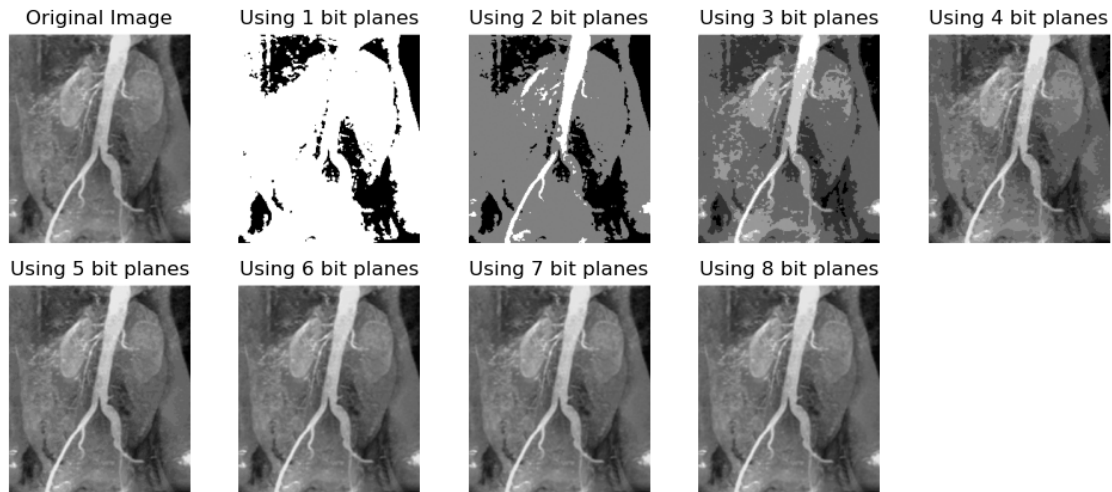 Original Image
Using 1 bit planes
Using 2 bit planes
Using 3 bit planes
Using 4 bit planes
Using 5 bit planes
Using 6 bit planes
Using 7 bit planes
Using 8 bit planes